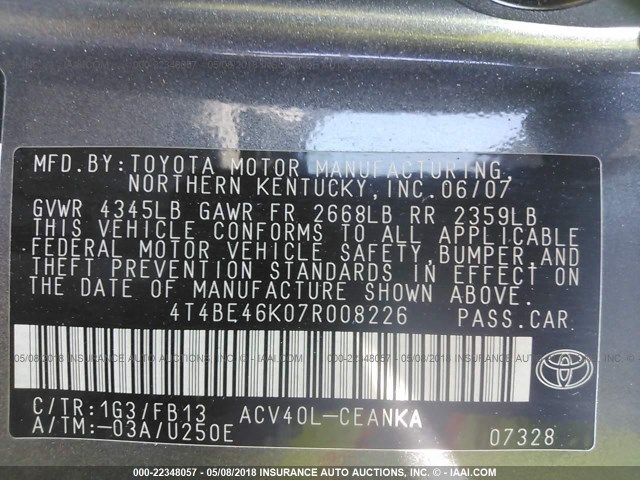 MFD.BY:TOYOTA MOTOR MANUFACTURING,
NORTHERN KENTUCKY,INC.06/07
GVWR 4345LB GAWR FR 2668LB RR 2359LB
THIS VEHICLE CONFORMS TO ALL APPLICABLE
FEDERAL MOTOR VEHICLE SAFETY,BUMPER,AND
THEFT PREVENTION STANDARDS IN EFFECT ON
THE DATE OF MANUFACTURE SHOWN ABOVE.
4T4BE46K07R008226 PASS.CAR
C/TR:1G3/FB13 ACV40L-CEANKA
A/TM:-03A/U250E 07328
000-22348057 - 05/08/2018 - INSURANCE AUTO AUCTIONS - IAAI.COM